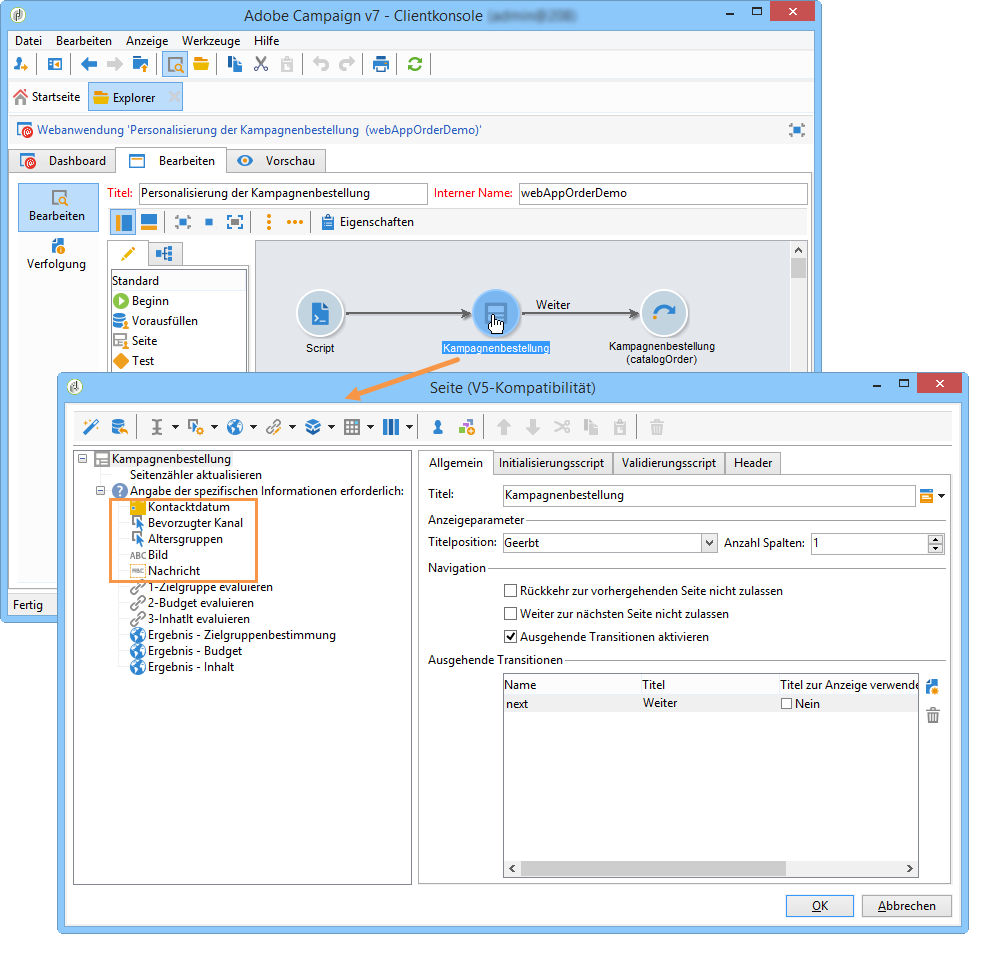 Adobe Campaign v7 - Clientkonsole
Datei Bearbeiten Anzeige Werkzeuge Hilfe
Startseite Explorer
Webanwendung 'Personalisierung der Kampagnenbestellung (webAppOrderDemo)'
Dashboard Bearbeiten Vorschau
Bearbeiten
Verfolgung
Titel: Personalisierung der Kampagnenbestellung Interner Name: webAppOrderDemo
Eigenschaften
Standard
Beginn
Vorausfüllen
Seite
Test
Script
Kampagnenbestellung
Weiter
Kampagnenbestellung
(catalogOrder)
Fertig
Seite (V5-Kompatibilität)
Kampagnenbestellung
Seitenzähler aktualisieren
Angabe der spezifischen Informationen erforderlich:
Kontacktdatum
Bevorzugter Kanal
Altersgruppen
ABC Bild
ABC Nachricht
1-Zielgruppe evaluieren
2-Budget evaluieren
3-Inhatlt evaluieren
Ergebnis - Zielgruppenbestimmung
Ergebnis - Budget
Ergebnis - Inhalt
Allgemein Initialisierungsscript Validierungsscript Header
Titel: Kampagnenbestellung
Anzeigeparameter
Titelposition: Geerbt Anzahl Spalten: 1
Navigation
Rückkehr zur vorhergehenden Seite nicht zulassen
Weiter zur nächsten Seite nicht zulassen
Ausgehende Transitionen aktivieren
Ausgehende Transitionen
Name Titel Titel zur Anzeige verwende
next Weiter Nein
OK Abbrechen